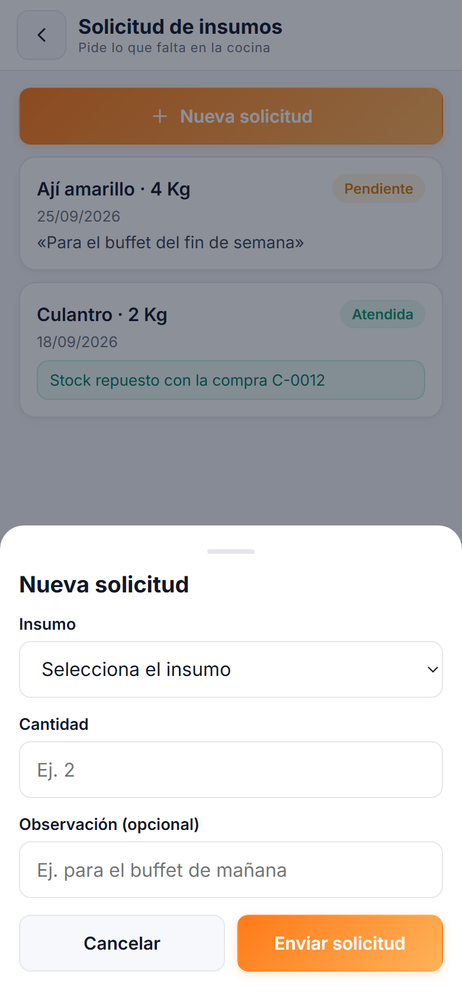 Solicitud de insumos
Pide lo que falta en la cocina
Nueva solicitud
Ají amarillo · 4 Kg
Pendiente
25/09/2026
«Para el buffet del fin de semana»
Culantro · 2 Kg
Atendida
18/09/2026
Stock repuesto con la compra C-0012
Nueva solicitud
Insumo
Selecciona el insumo
Cantidad
Ej. 2
Observación (opcional)
Ej. para el buffet de mañana
Cancelar
Enviar solicitud